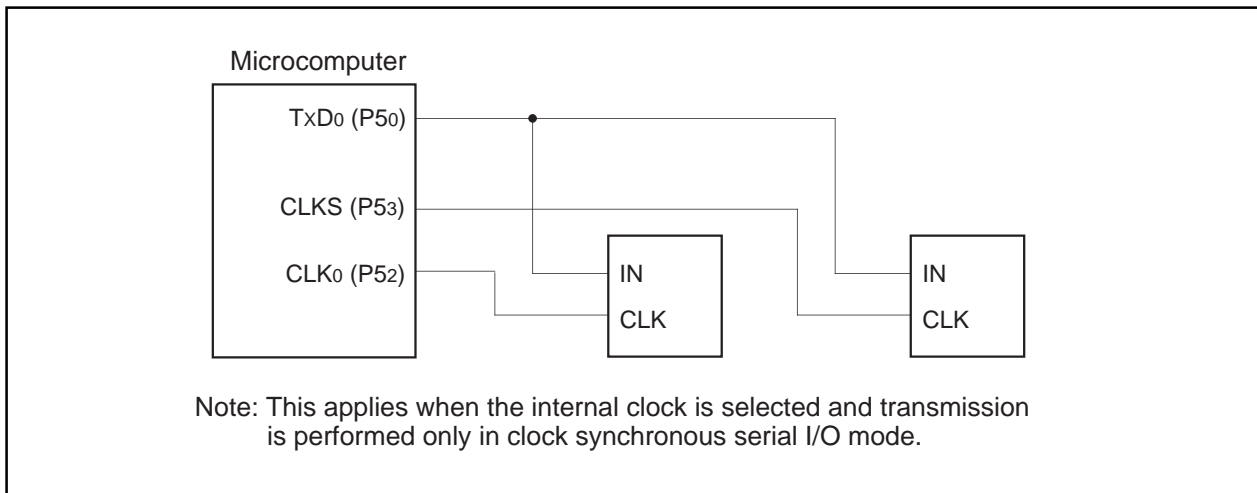 Microcomputer
TxD0 (P50)
CLKS (P53)
CLK0 (P52)
IN
CLK
IN
CLK
Note: This applies when the internal clock is selected and transmission
is performed only in clock synchronous serial I/O mode.